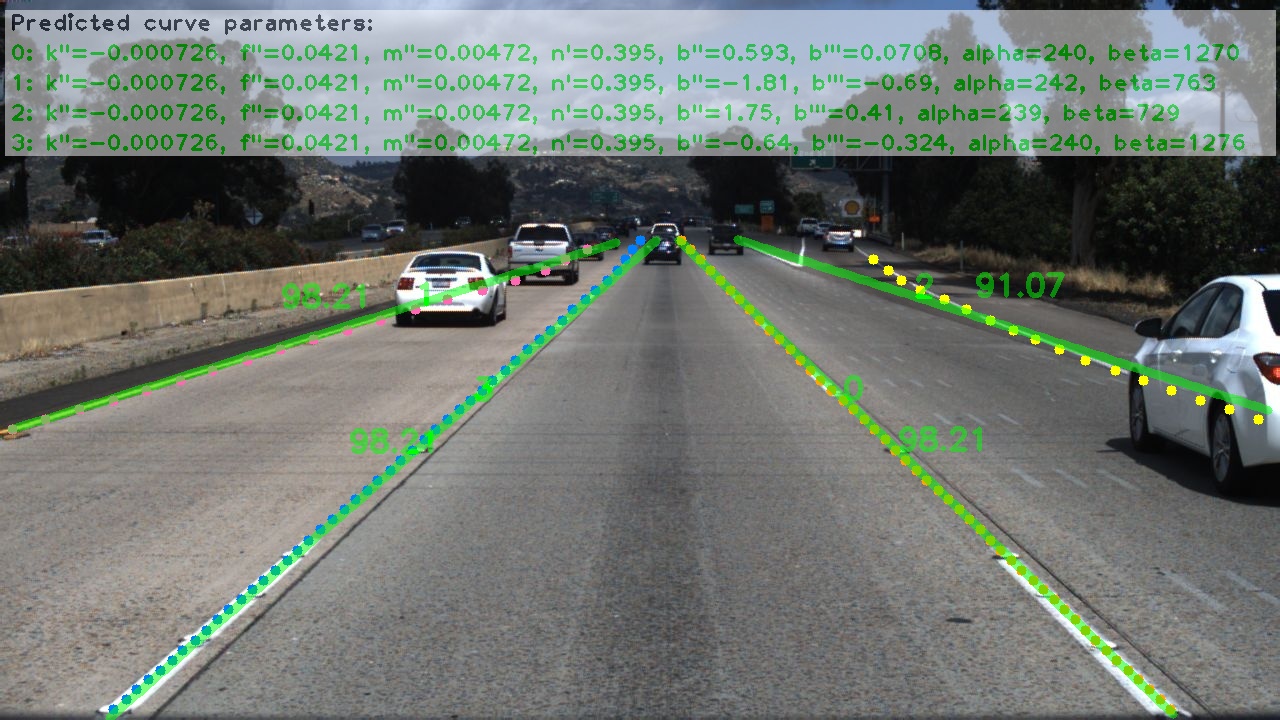 Predicted curve parameters:
0: k''=-0.000726, f''=0.0421, m''=0.00472, n'=0.395, b''=0.593, b'''=0.0708, alpha=240, beta=1270
1: k''=-0.000726, f''=0.0421, m''=0.00472, n'=0.395, b''=-1.81, b'''=-0.69, alpha=242, beta=763
2: k''=-0.000726, f''=0.0421, m''=0.00472, n'=0.395, b''=1.75, b'''=0.41, alpha=239, beta=729
3: k''=-0.000726, f''=0.0421, m''=0.00472, n'=0.395, b''=-0.64, b'''=-0.324, alpha=240, beta=1276
98.21 1
2 91.07
0
98.21
98.21